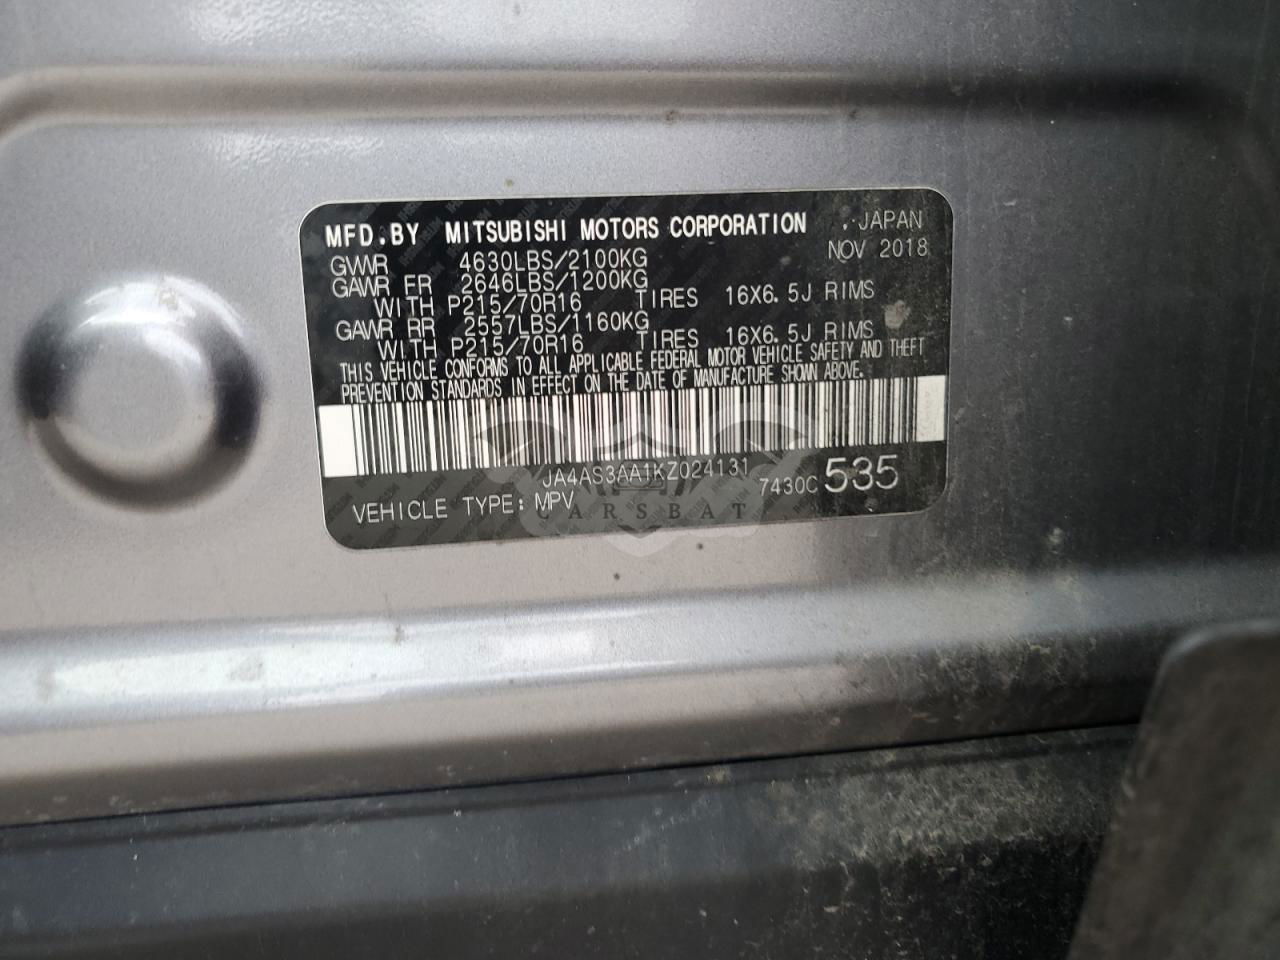 MFD.BY MITSUBISHI MOTORS CORPORATION JAPAN
NOV 2018
GVWR 4630LBS/2100KG
GAWR FR 2646LBS/1200KG
WITH P215/70R16 TIRES 16X6.5J RIMS
GAWR RR 2557LBS/1160KG
WITH P215/70R16 TIRES 16X6.5J RIMS
THIS VEHICLE CONFORMS TO ALL APPLICABLE FEDERAL MOTOR VEHICLE SAFETY AND THEFT
PREVENTION STANDARDS IN EFFECT ON THE DATE OF MANUFACTURE SHOWN ABOVE.
JA4AS3AA1KZ024131
7430C 535
VEHICLE TYPE: MPV
CARSBAT